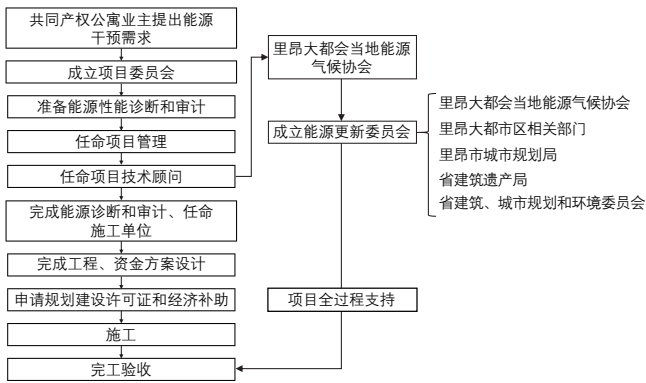 共同产权公寓业主提出能源
干预需求
成立项目委员会
准备能源性能诊断和审计
任命项目管理
任命项目技术顾问
完成能源诊断和审计、任命
施工单位
完成工程、资金方案设计
申请规划建设许可证和经济补助
施工
完工验收
里昂大都会当地能源
气候协会
成立能源更新委员会
项目全过程支持
里昂大都会当地能源气候协会
里昂大都市区相关部门
里昂市城市规划局
省建筑遗产局
省建筑、城市规划和环境委员会